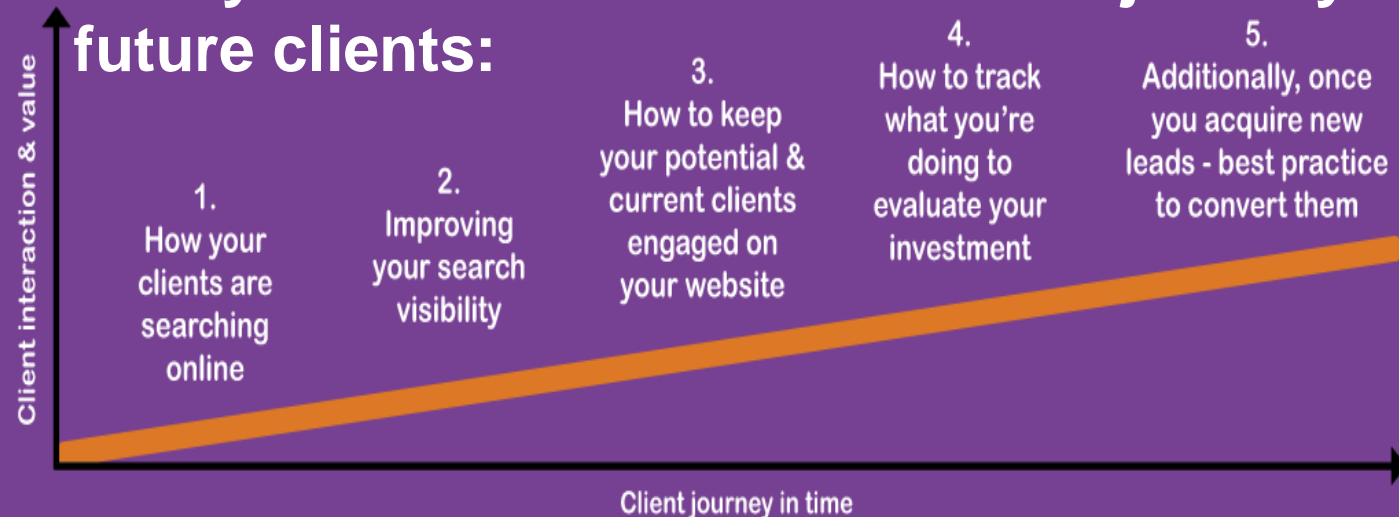 future clients:
1.
How your
clients are
searching
online
2.
Improving
your search
visibility
3.
How to keep
your potential &
current clients
engaged on
your website
4.
How to track
what you're
doing to
evaluate your
investment
5.
Additionally, once
you acquire new
leads - best practice
to convert them
Client interaction & value
Client journey in time